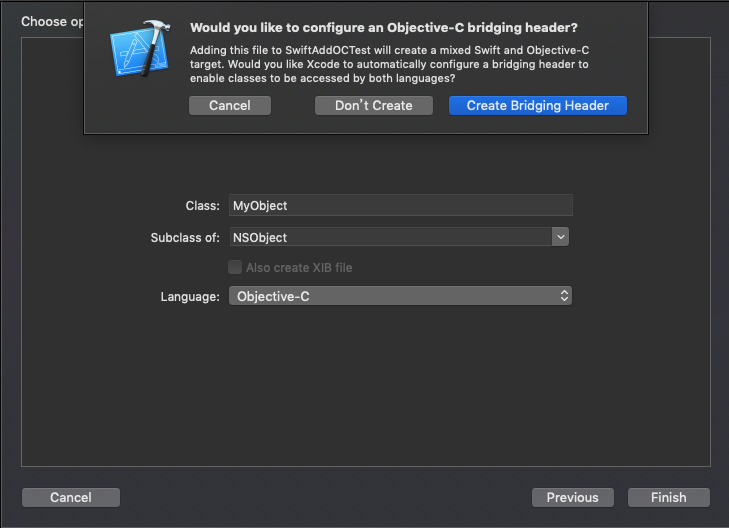 Choose op
Would you like to configure an Objective-C bridging header?
Adding this file to SwiftAddOCTest will create a mixed Swift and Objective-C
target. Would you like Xcode to automatically configure a bridging header to
enable classes to be accessed by both languages?
Cancel Don't Create Create Bridging Header
Class: MyObject
Subclass of: NSObject
Also create XIB file
Language: Objective-C
Cancel Previous Finish